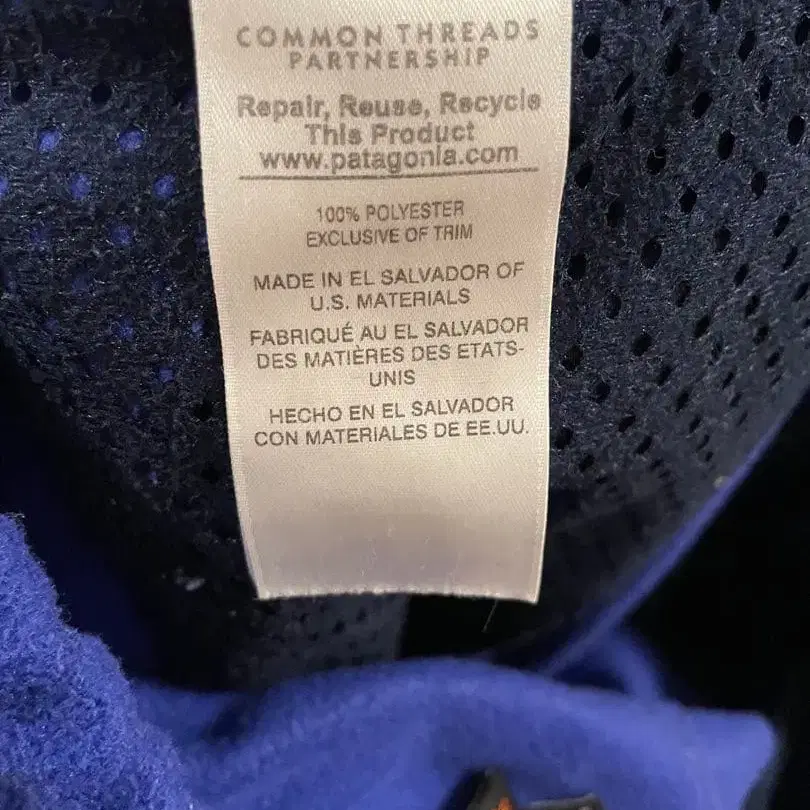 COMMON THREADS
PARTNERSHIP
Repair, Reuse, Recycle
This Product
www.patagonia.com
100% POLYESTER
EXCLUSIVE OF TRIM
MADE IN EL SALVADOR OF
U.S. MATERIALS
FABRIQUÉ AU EL SALVADOR
DES MATIÈRES DES ETATS-
UNIS
HECHO EN EL SALVADOR
CON MATERIALES DE EE.UU.